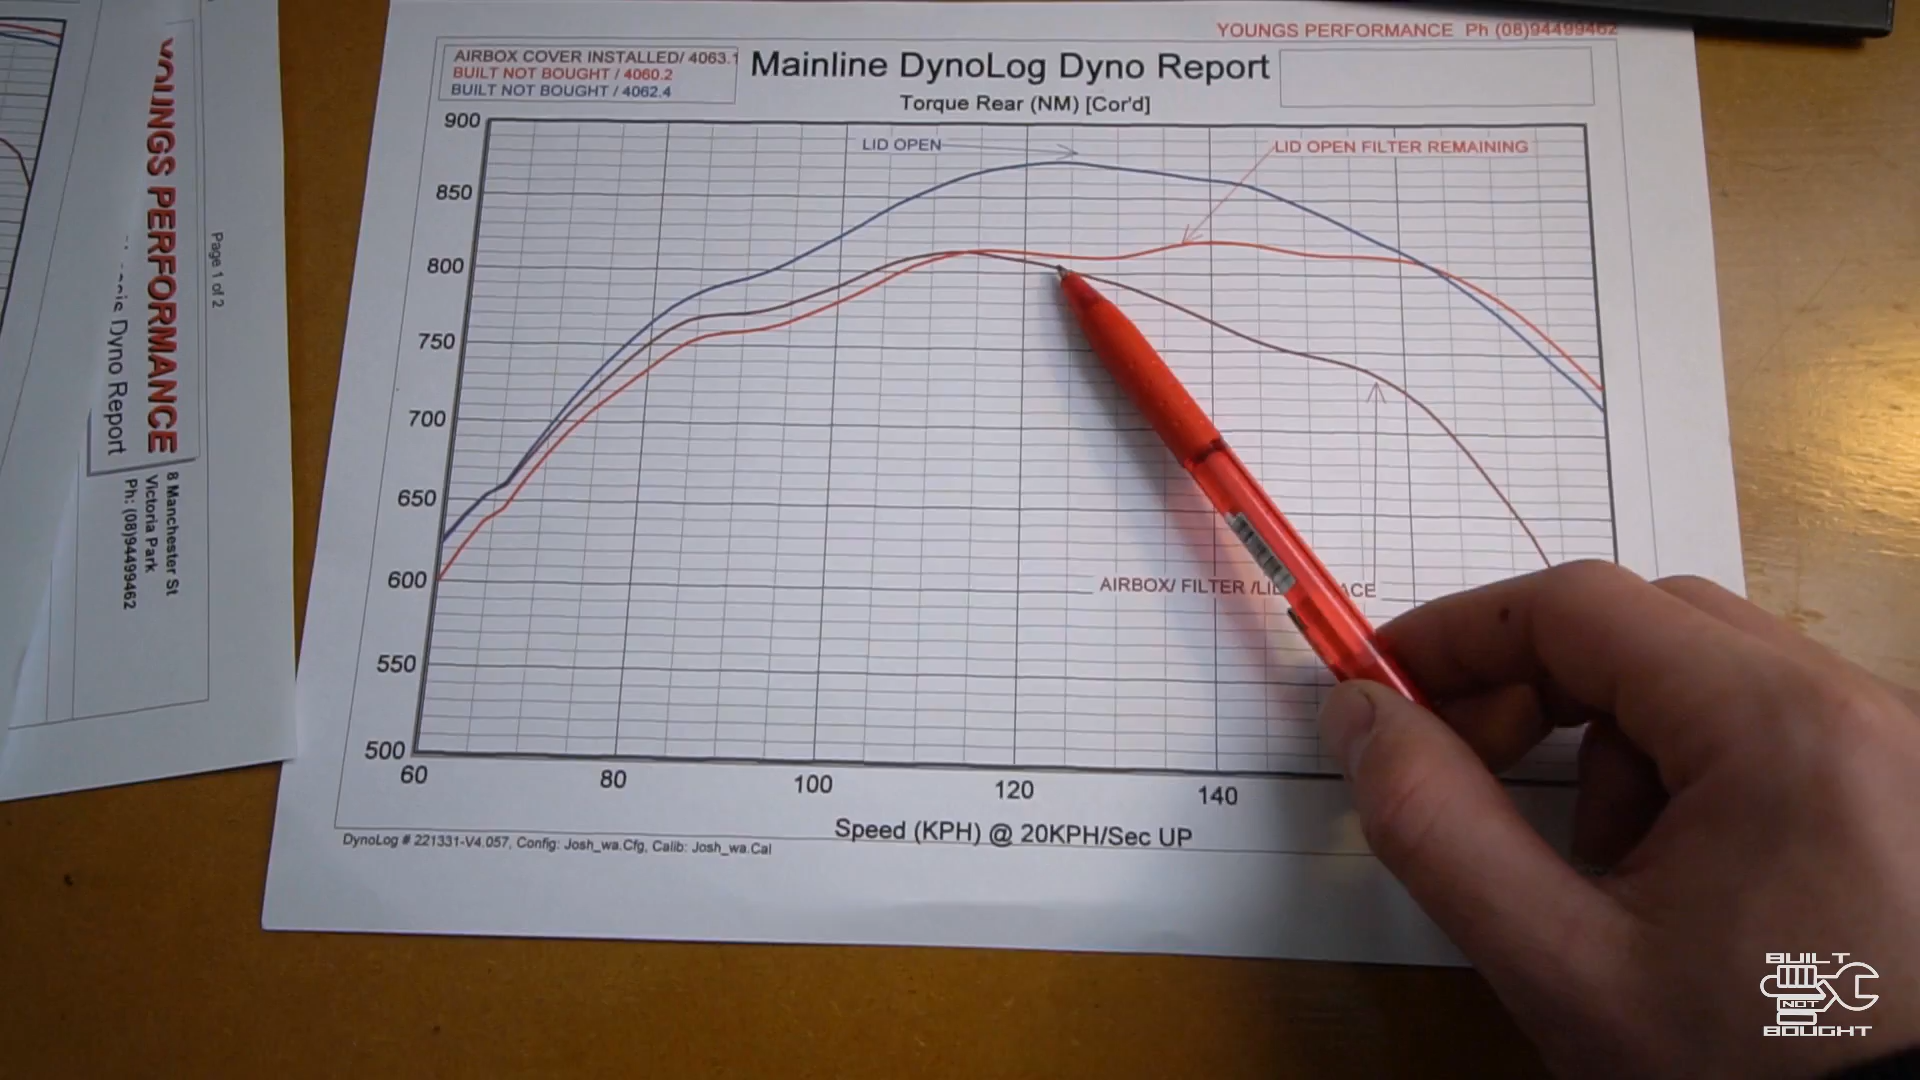 YOUNGS PERFORMANCE Ph (08)94499462
AIRBOX COVER INSTALLED/ 4063.1
BUILT NOT BOUGHT / 4060.2
BUILT NOT BOUGHT / 4062.4
Mainline DynoLog Dyno Report
Torque Rear (NM) [Cor'd]
900
850
800
750
700
650
600
550
500
LID OPEN
LID OPEN FILTER REMAINING
AIRBOX/ FILTER
60
80
100
120
140
Speed (KPH) @ 20KPH/Sec UP
DynoLog # 221331-V4.057, Config: Josh_wa.Cfg, Calib: Josh_wa.Cal
Page 1 of 2
YOUNGS PERFORMANCE
8 Manchester St
Victoria Park
Ph: (08)94499462
Dyno Report
BUILT
NOT
BOUGHT